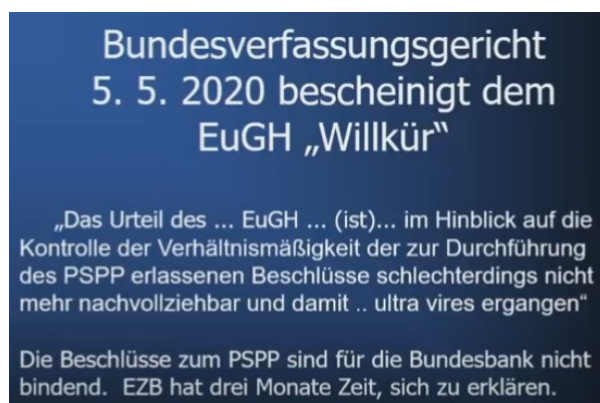 Bundesverfassungsgericht
5. 5. 2020 bescheinigt dem
EuGH „Willkür“
„Das Urteil des ... EuGH ... (ist)... im Hinblick auf die
Kontrolle der Verhältnismäßigkeit der zur Durchführung
des PSPP erlassenen Beschlüsse schlechterdings nicht
mehr nachvollziehbar und damit .. ultra vires ergangen“
Die Beschlüsse zum PSPP sind für die Bundesbank nicht
bindend. EZB hat drei Monate Zeit, sich zu erklären.